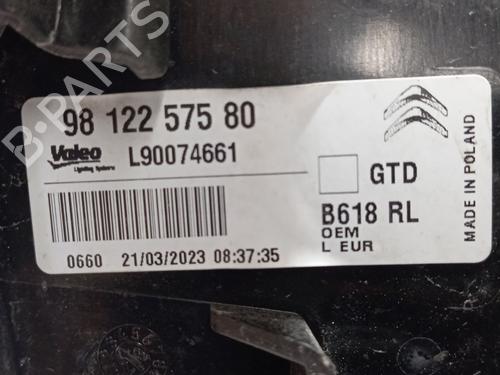 98 122 575 80
Valeo L90074661
Lighting Systems
GTD
B618 RL
OEM
L EUR
0660 21/03/2023 08:37:35
MADE IN POLAND
B-PARTS